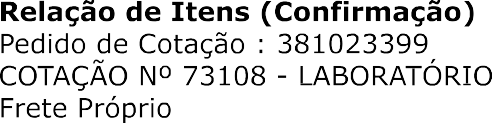 Relação de Itens (Confirmação)
Pedido de Cotação : 381023399
COTAÇÃO Nº 73108 - LABORATÓRIO
Frete Próprio